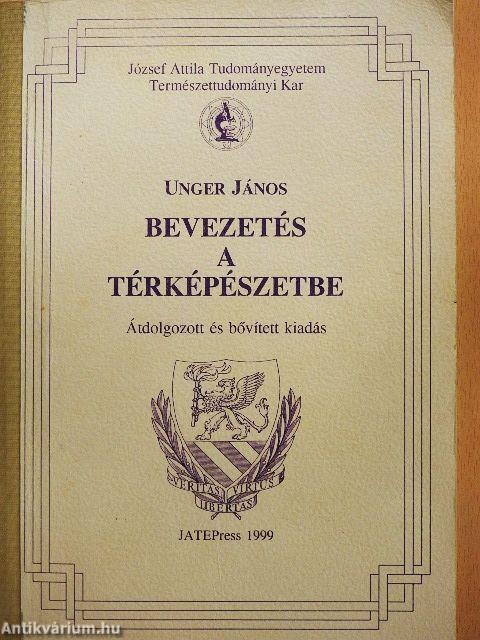 József Attila Tudományegyetem
Természettudományi Kar
UNGER JÁNOS
BEVEZETÉS
A
TÉRKÉPÉSZETBE
Átdolgozott és bővített kiadás
VERITAS VIRTUS
LIBERTAS
JATEPress 1999
Antikvárium.hu